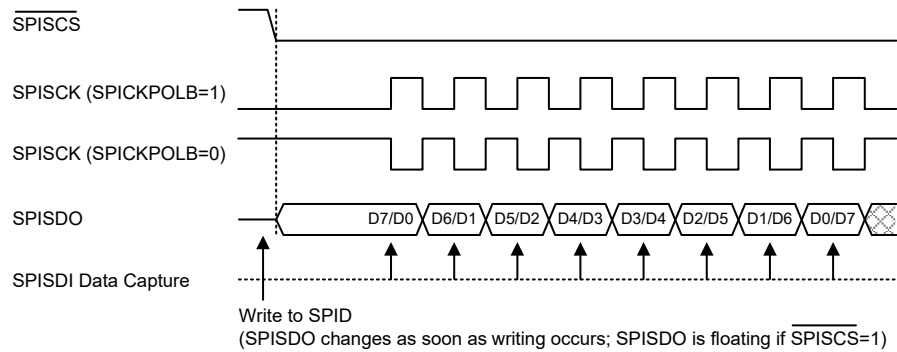 SPISCS
SPISCK (SPICKPOLB=1)
SPISCK (SPICKPOLB=0)
SPISDO D7/D0 D6/D1 D5/D2 D4/D3 D3/D4 D2/D5 D1/D6 D0/D7
SPISDI Data Capture
Write to SPID
(SPISDO changes as soon as writing occurs; SPISDO is floating if SPISCS=1)